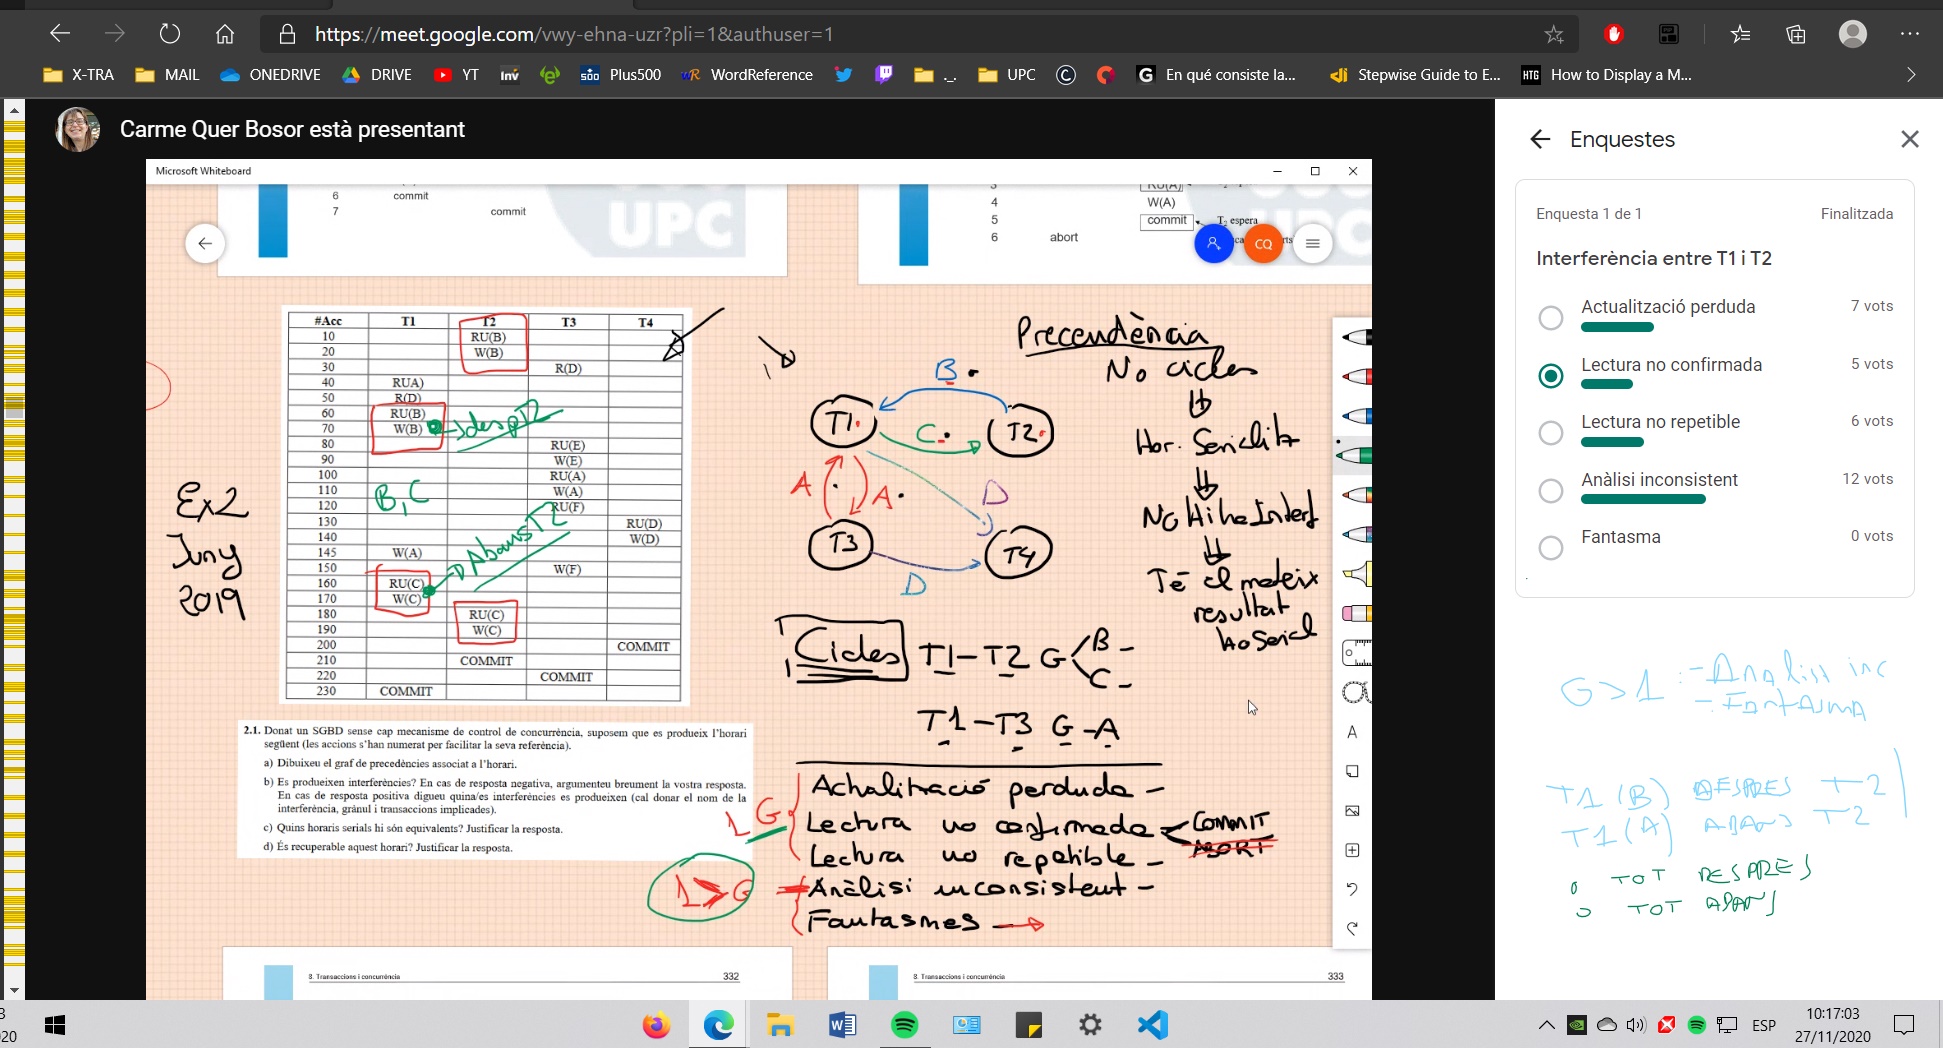 https://meet.google.com/vwy-ehna-uzr?pli=1&authuser=1
X-TRA MAIL ONEDRIVE DRIVE YT Inv Plus500 WordReference ._. UPC En qué consiste la... Stepwise Guide to E... HTG How to Display a M...
Carme Quer Bosor està presentant
Microsoft Whiteboard
6 commit
7 commit
UPC
3 RU(A)
4 W(A)
5 commit T2 espera
6 abort
CQ
#Acc T1 T2 T3 T4
10 RU(B)
20 W(B)
30 R(D)
40 RUA)
50 R(D)
60 RU(B)
70 W(B)
80 RU(E)
90 W(E)
100 RU(A)
110 W(A)
120 RU(F)
130 RU(D)
140 W(D)
145 W(A)
150 W(F)
160 RU(C)
170 W(C)
180 RU(C)
190 W(C)
200 COMMIT
210 COMMIT
220 COMMIT
230 COMMIT
desp T2
B, C
Abans T2
Ex2
Juny
2019
2.1. Donat un SGBD sense cap mecanisme de control de concurrència, suposem que es produeix l'horari
següent (les accions s'han numerat per facilitar la seva referència).
a) Dibuixeu el graf de precedències associat a l'horari.
b) Es produeixen interferències? En cas de resposta negativa, argumenteu breument la vostra resposta.
En cas de resposta positiva digueu quina/es interferències es produeixen (cal donar el nom de la
interferència, grànul i transaccions implicades).
c) Quins horaris serials hi són equivalents? Justificar la resposta.
d) És recuperable aquest horari? Justificar la resposta.
B
T1 C T2
A A D
T3 T4
D
Precendència
No cicles
Hor. Serialitz
No Hi ha Interf
Té el mateix
resultat
ho serial
Cicles T1-T2 G B -
C -
T1-T3 G -A
Actualització perduda -
1 G
Lectura no confirmada COMMIT
ABORT
Lectura no repetible -
1 > G
Anàlisi inconsistent -
Fantasmes
8. Transaccions i concurrència 332
8. Transaccions i concurrència 333
Enquestes
Enquesta 1 de 1 Finalitzada
Interferència entre T1 i T2
Actualització perduda 7 vots
Lectura no confirmada 5 vots
Lectura no repetible 6 vots
Anàlisi inconsistent 12 vots
Fantasma 0 vots
G > 1 : - Analisi inc
- Fantasma
T1 (B) DESPRES T2
T1 (A) ABANS T2
o TOT DESPRES
o TOT ABANS
ESP
10:17:03
27/11/2020